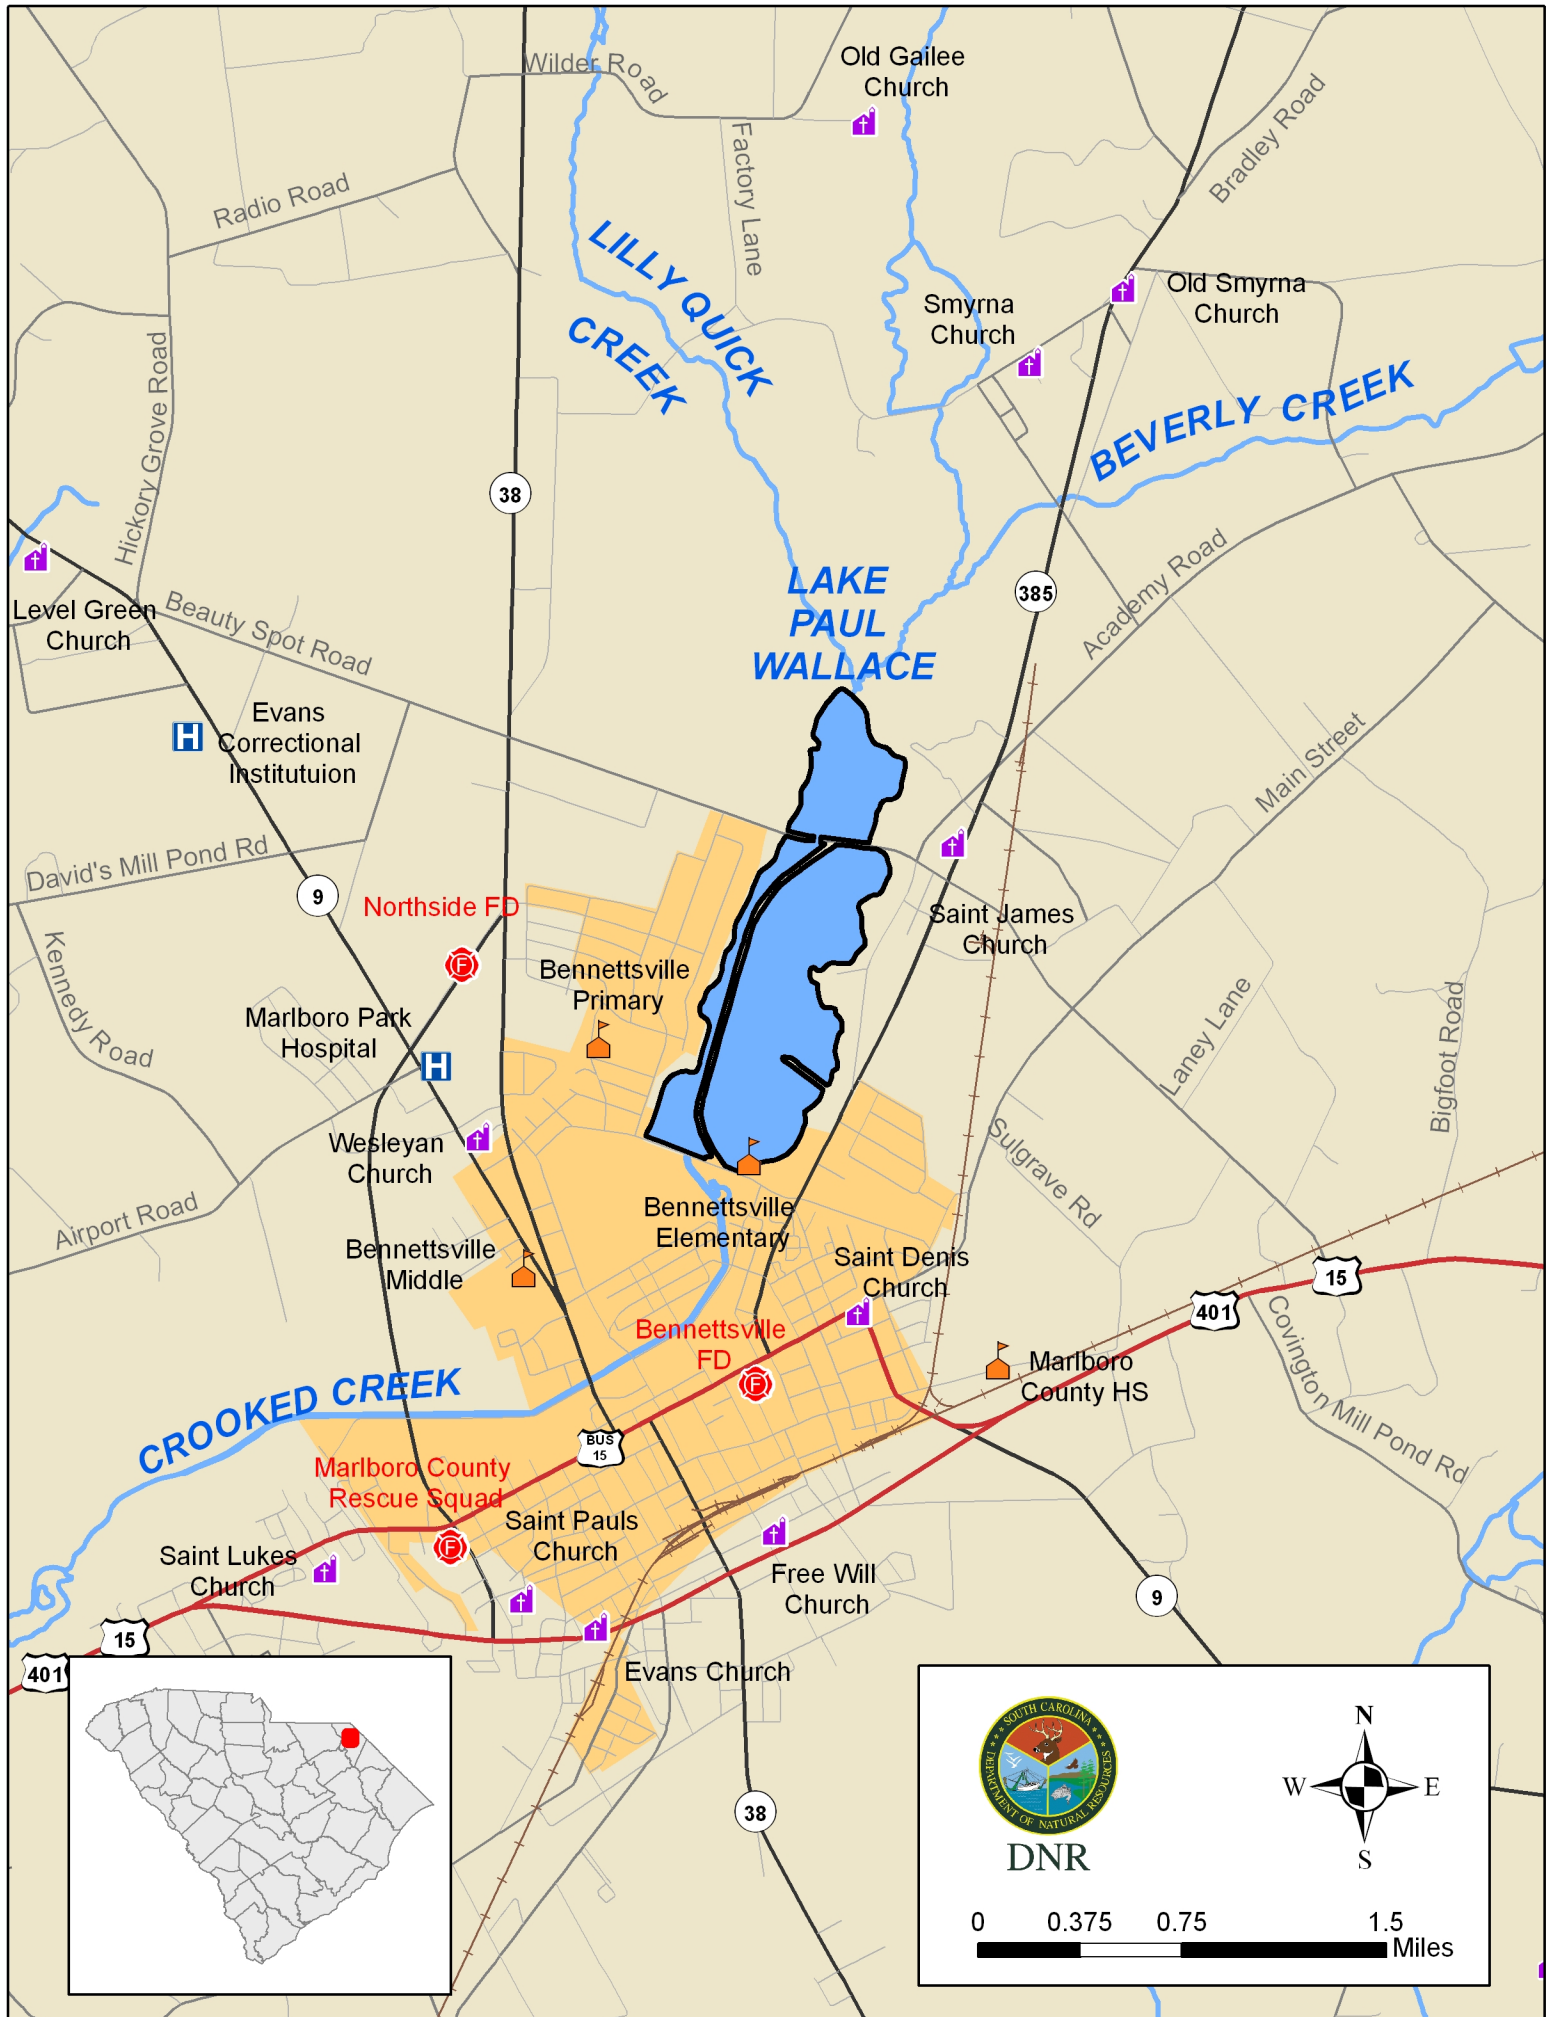 Old Gailee
Church
Wilder Road
Factory Lane
Bradley Road
Radio Road
LILLY QUICK
CREEK
Old Smyrna
Church
Smyrna
Church
Hickory Grove Road
BEVERLY CREEK
38
385
Academy Road
LAKE
PAUL
WALLACE
Level Green
Church
Beauty Spot Road
Evans
Correctional
Institutuion
H
Main Street
David's Mill Pond Rd
9
Northside FD
F
Saint James
Church
Kennedy Road
Bennettsville
Primary
Marlboro Park
Hospital
H
Laney Lane
Bigfoot Road
Sulgrave Rd
Wesleyan
Church
Airport Road
Bennettsville
Elementary
Bennettsville
Middle
Saint Denis
Church
15
401
Covington Mill Pond Rd
Bennettsville
FD
F
Marlboro
County HS
CROOKED CREEK
BUS
15
Marlboro County
Rescue Squad
F
Saint Pauls
Church
Saint Lukes
Church
Free Will
Church
9
15
401
Evans Church
38
SOUTH CAROLINA
DEPARTMENT OF NATURAL RESOURCES
DNR
N
W
E
S
0 0.375 0.75 1.5
Miles